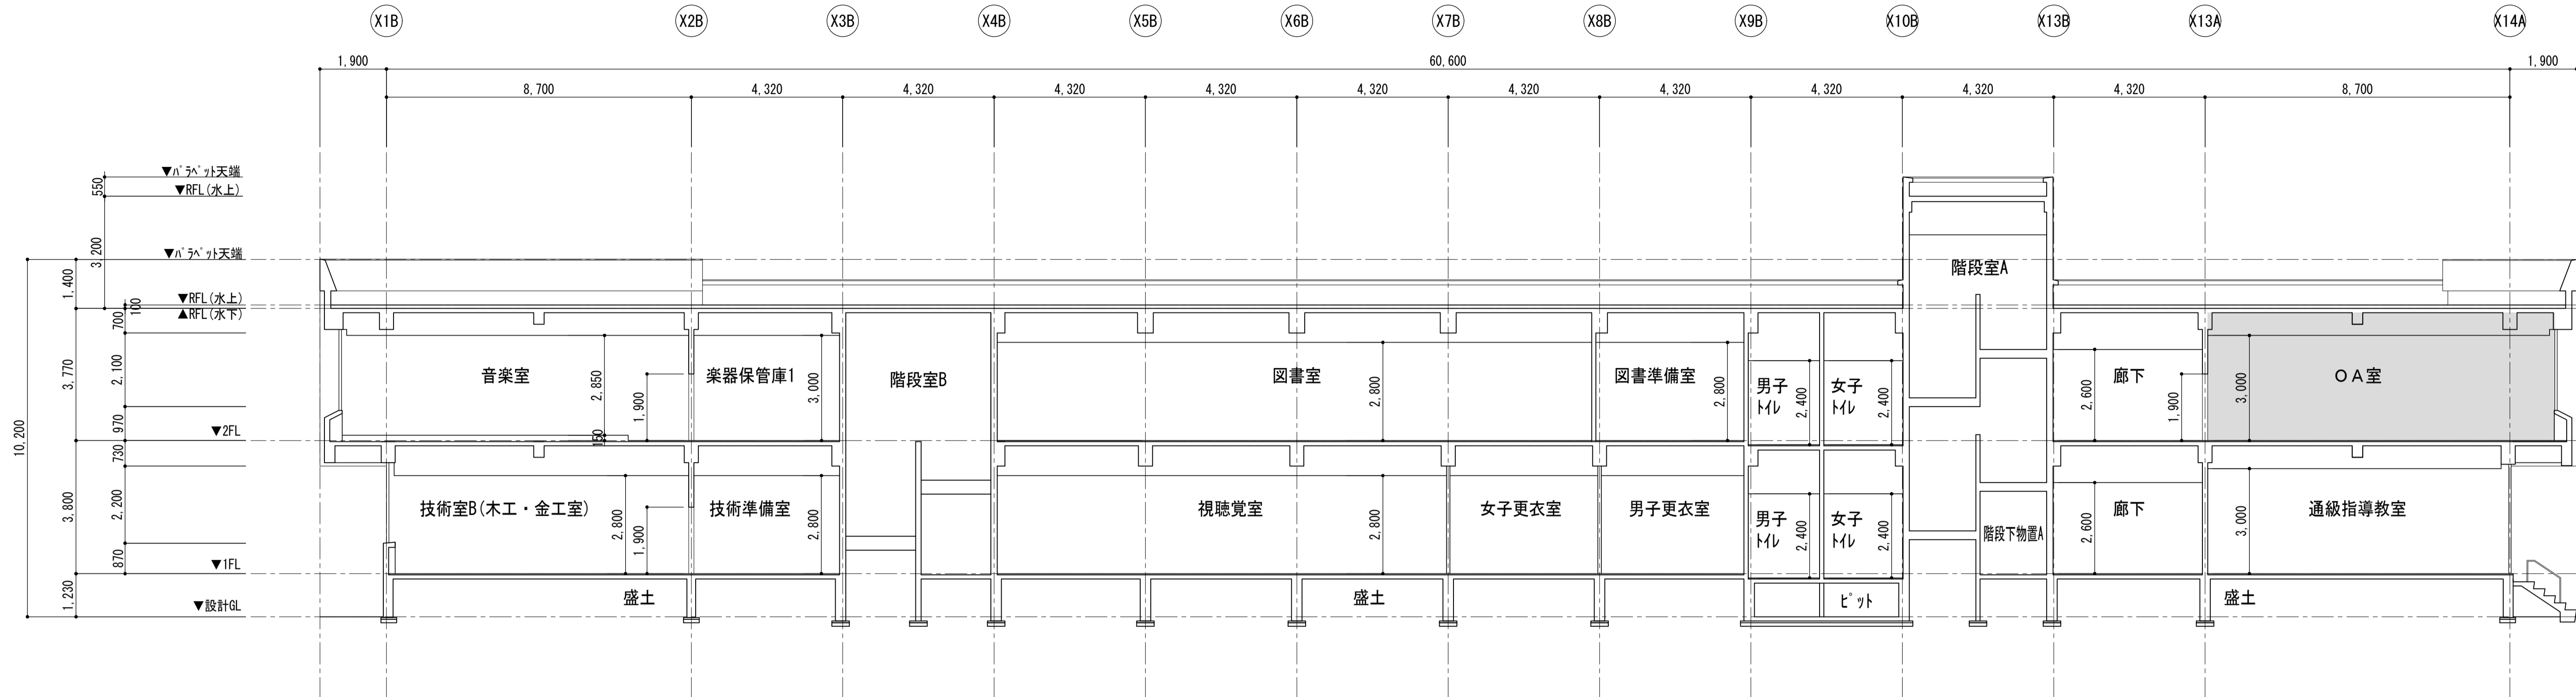 X1B X2B X3B X4B X5B X6B X7B X8B X9B X10B X13B X13A X14A
1,900 60,600 1,900
8,700 4,320 4,320 4,320 4,320 4,320 4,320 4,320 4,320 4,320 4,320 8,700
▼ﾊﾟﾗﾍﾟｯﾄ天端
550
▼RFL(水上)
3,200
▼ﾊﾟﾗﾍﾟｯﾄ天端
1,400
▼RFL(水上)
100
▲RFL(水下)
700
10,200
3,770
2,100
970
▼2FL
730
3,800
2,200
870
▼1FL
1,230
▼設計GL
階段室A
音楽室 楽器保管庫1 階段室B 図書室 図書準備室 男子 女子 廊下 OA室
ﾄｲﾚ ﾄｲﾚ
2,850 1,900 3,000 2,800 2,800 2,400 2,400 2,600 1,900 3,000
150
技術室B(木工・金工室) 技術準備室 視聴覚室 女子更衣室 男子更衣室 男子 女子 階段下物置A 廊下 通級指導教室
ﾄｲﾚ ﾄｲﾚ
2,800 1,900 2,800 2,800 2,400 2,400 2,600 3,000
盛土 盛土 ﾋﾟｯﾄ 盛土